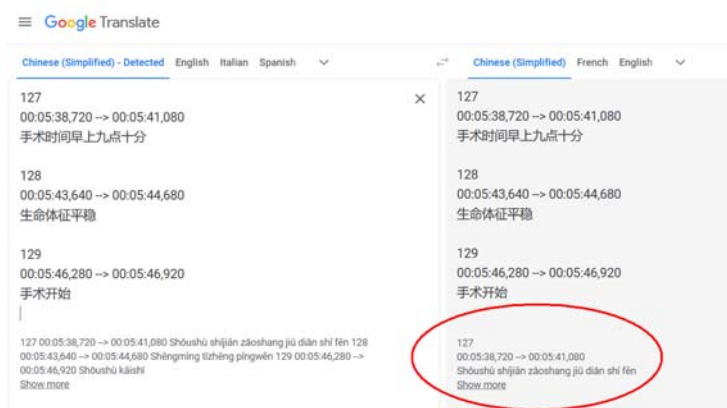 Google Translate
Chinese (Simplified) - Detected English Italian Spanish
Chinese (Simplified) French English
127
00:05:38,720 --> 00:05:41,080
手术时间早上九点十分
128
00:05:43,640 --> 00:05:44,680
生命体征平稳
129
00:05:46,280 --> 00:05:46,920
手术开始
127 00:05:38,720 --> 00:05:41,080 Shǒushù shíjiān zǎoshang jiǔ diǎn shí fēn 128
00:05:43,640 --> 00:05:44,680 Shēngmìng tǐzhēng píngwěn 129 00:05:46,280 -->
00:05:46,920 Shǒushù kāishǐ
Show more
127
00:05:38,720 --> 00:05:41,080
手术时间早上九点十分
128
00:05:43,640 --> 00:05:44,680
生命体征平稳
129
00:05:46,280 --> 00:05:46,920
手术开始
127
00:05:38,720 --> 00:05:41,080
Shǒushù shíjiān zǎoshang jiǔ diǎn shí fēn
Show more